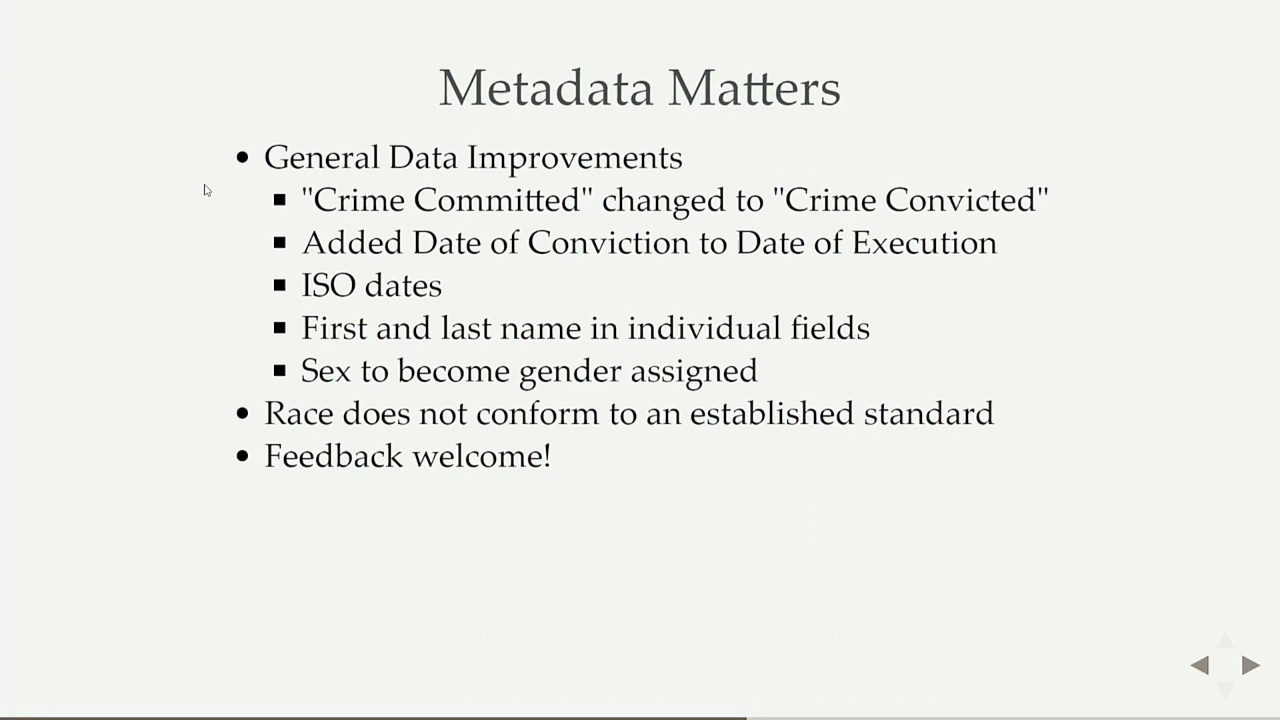 Metadata Matters
• General Data Improvements
▪ "Crime Committed" changed to "Crime Convicted"
▪ Added Date of Conviction to Date of Execution
▪ ISO dates
▪ First and last name in individual fields
▪ Sex to become gender assigned
• Race does not conform to an established standard
• Feedback welcome!